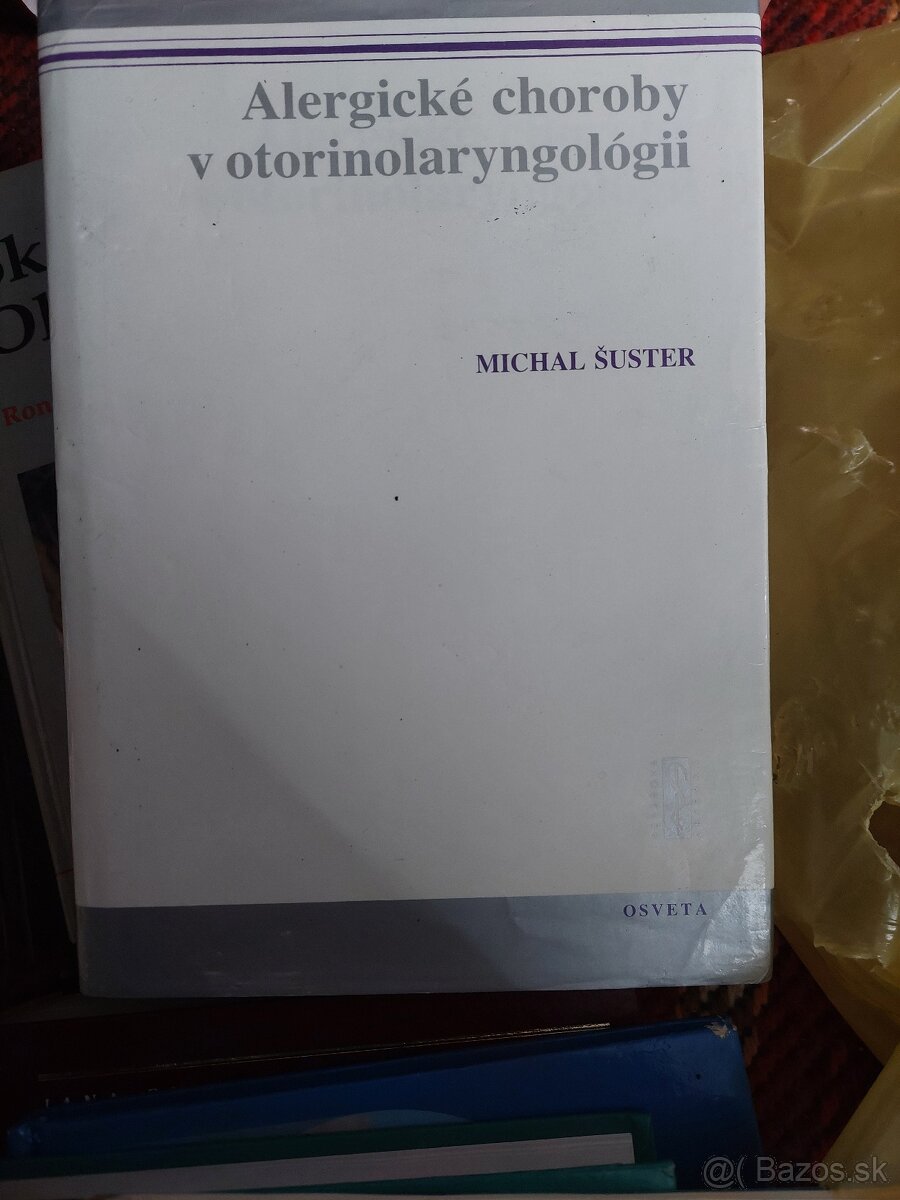 Alergické choroby
v otorinolaryngológii
MICHAL ŠUSTER
OSVETA
@( Bazos.sk